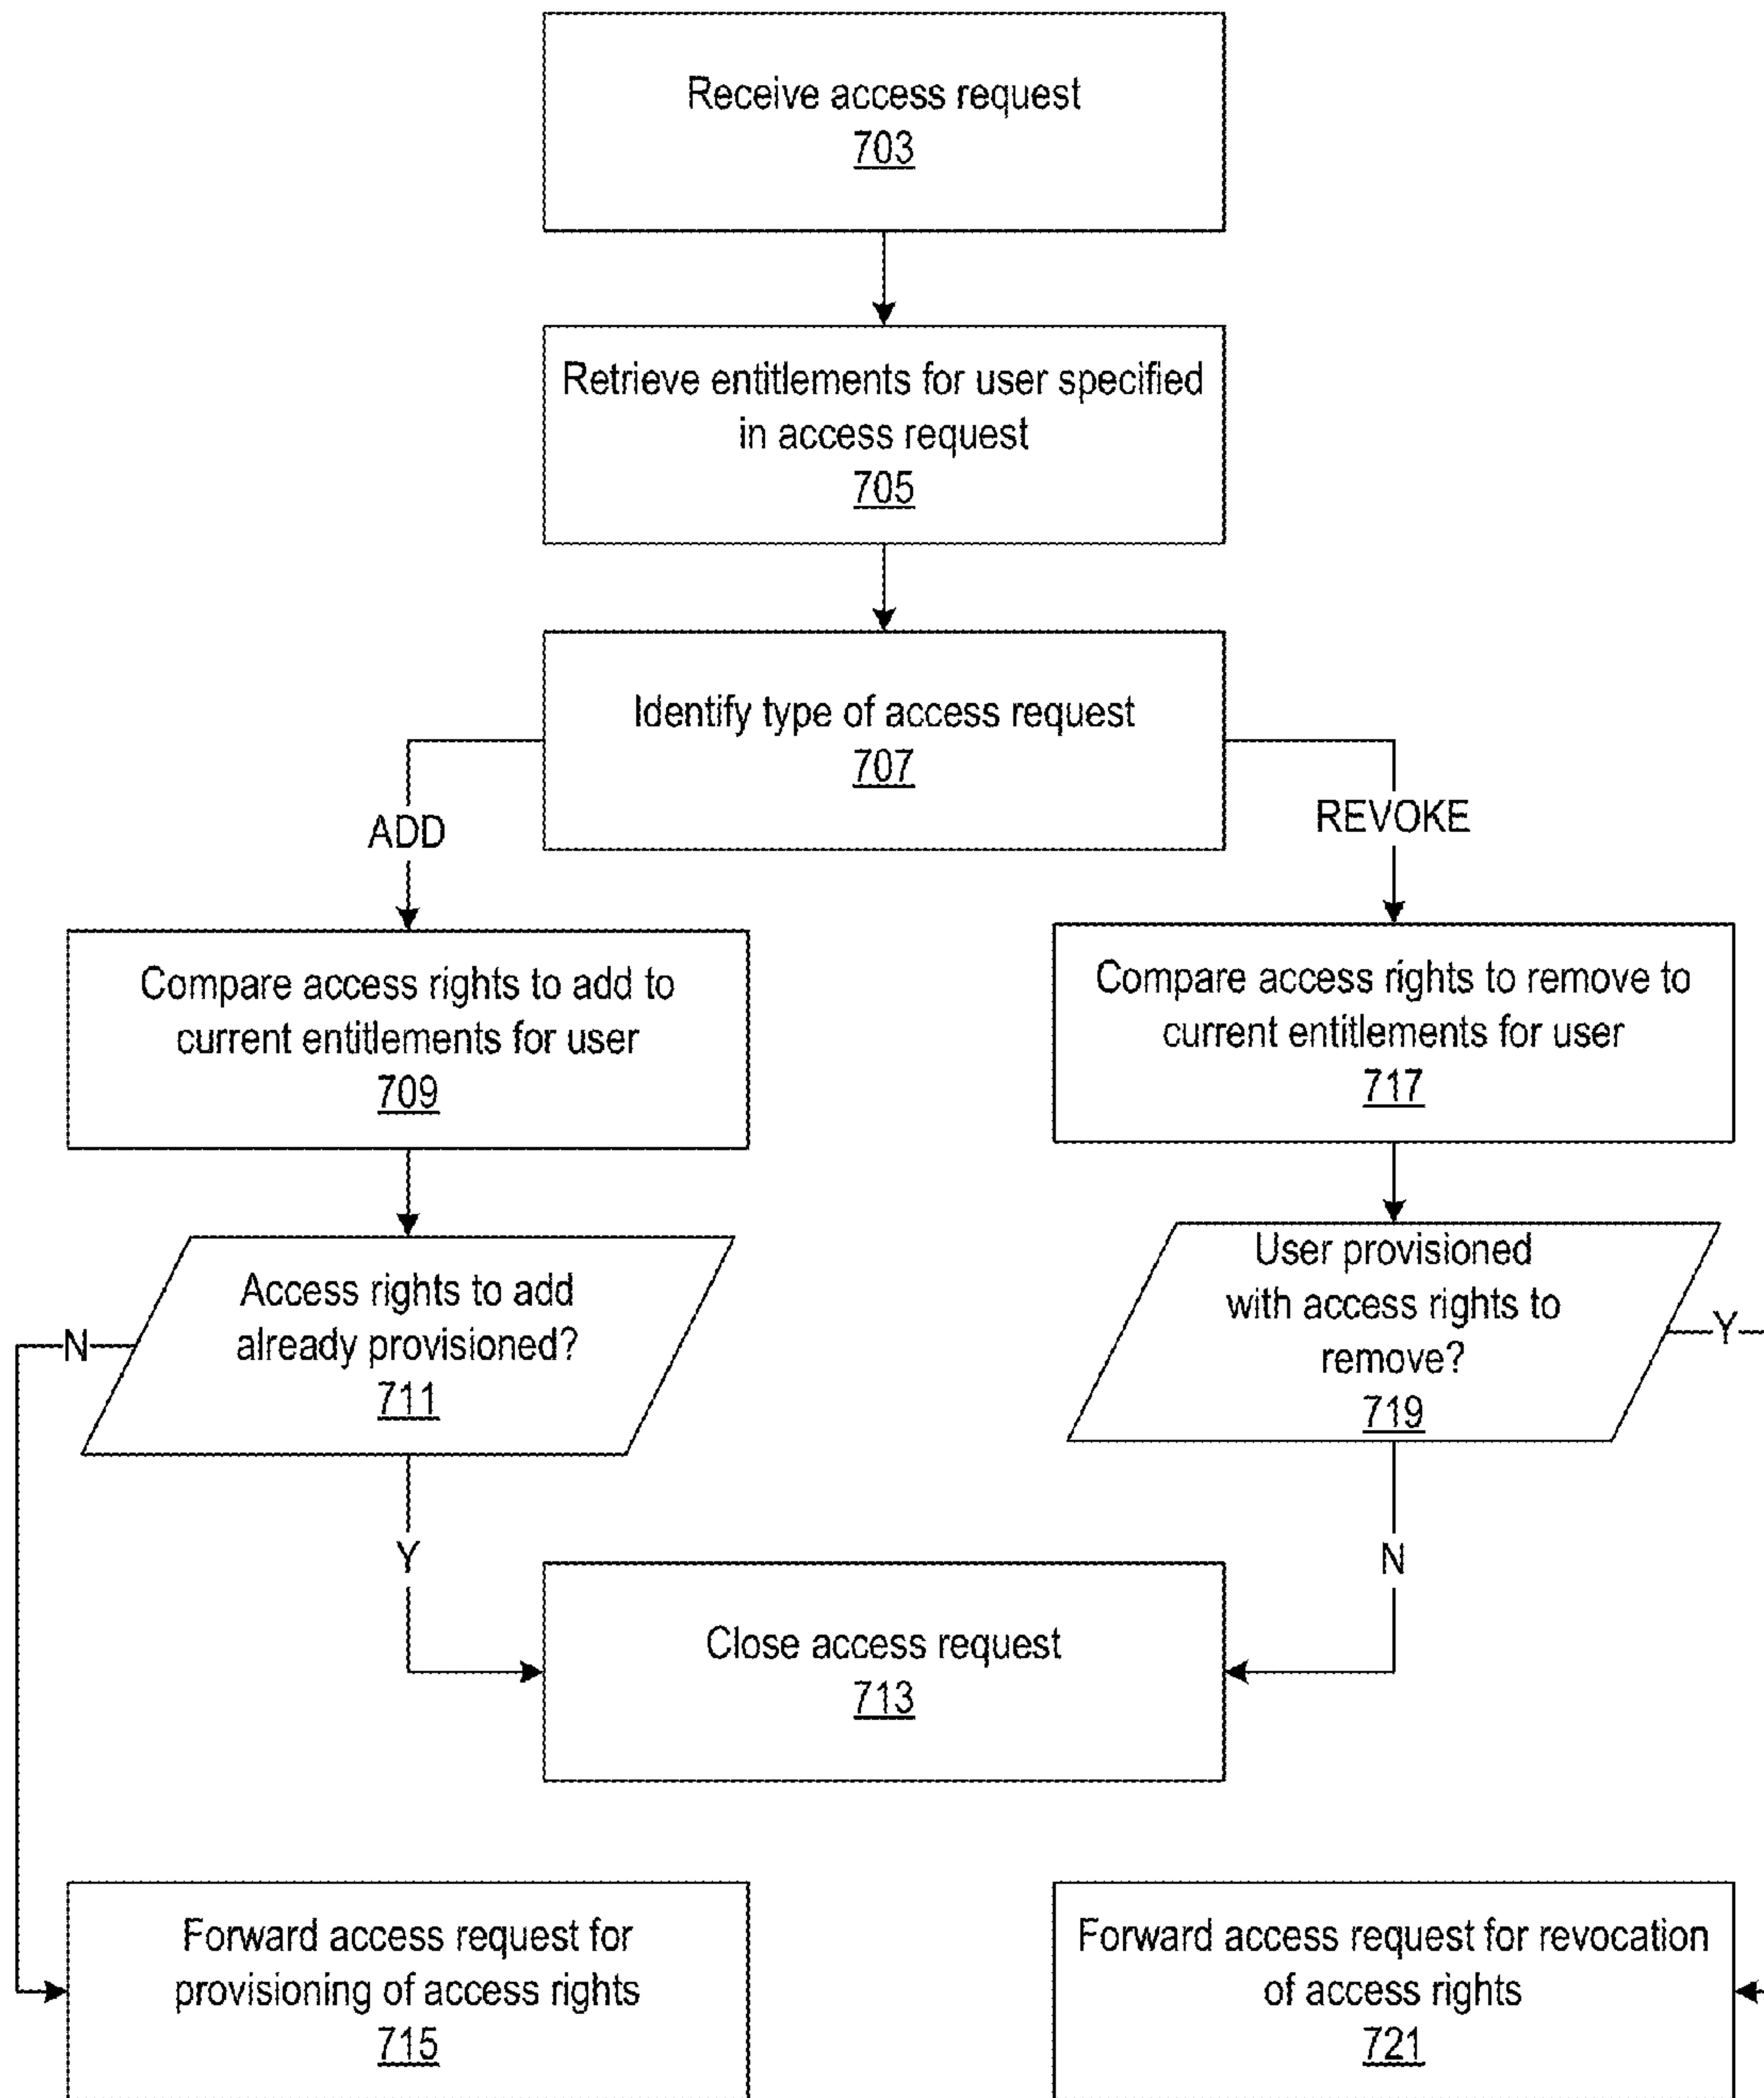 Receive access request
703
Retrieve entitlements for user specified
in access request
705
Identify type of access request
707
ADD
REVOKE
Compare access rights to add to
current entitlements for user
709
Compare access rights to remove to
current entitlements for user
717
Access rights to add
already provisioned?
711
N
User provisioned
with access rights to
remove?
719
Y
Y
N
Close access request
713
Forward access request for
provisioning of access rights
715
Forward access request for revocation
of access rights
721